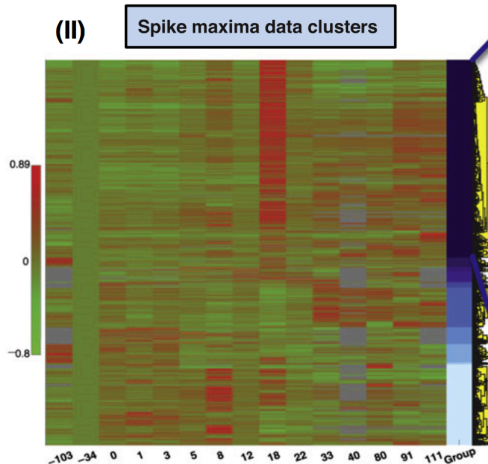 (II)
Spike maxima data clusters
0.89
0
−0.8
−103 −34 0 1 3 5 8 12 18 22 33 40 80 91 111 Group